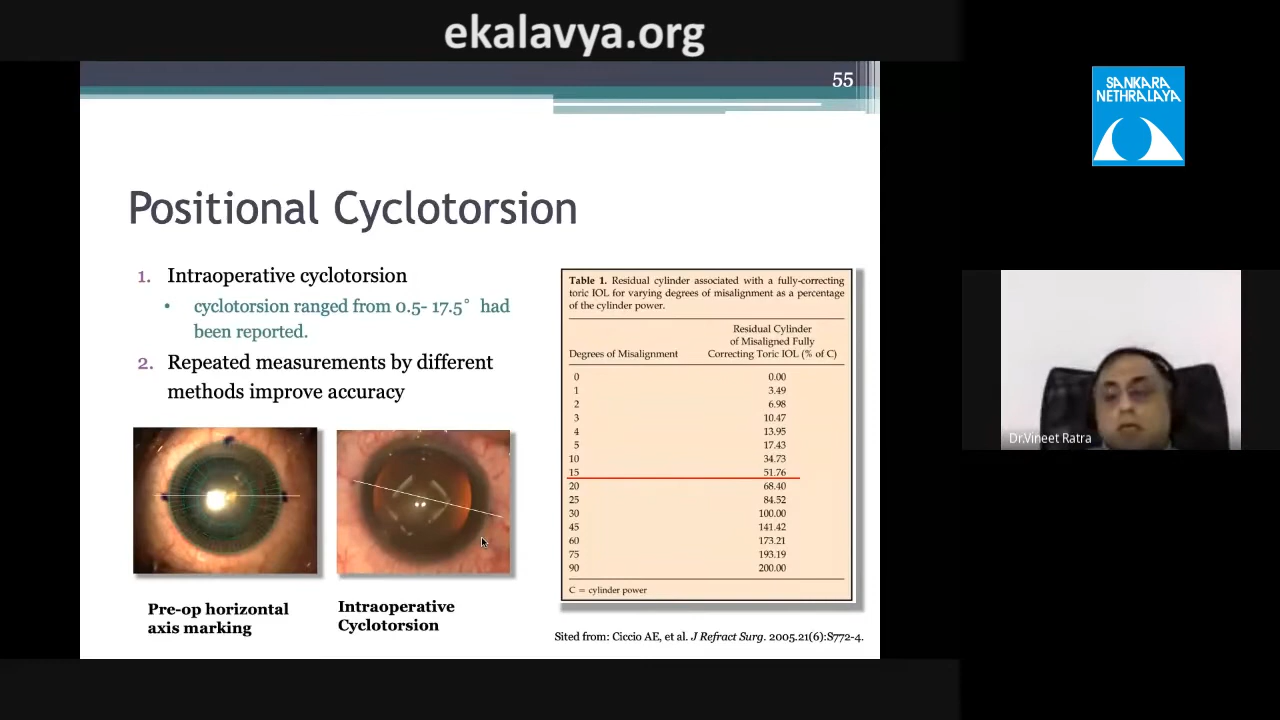 ekalavya.org
55
SANKARA
NETHRALAYA
Positional Cyclotorsion
1. Intraoperative cyclotorsion
• cyclotorsion ranged from 0.5- 17.5° had
been reported.
2. Repeated measurements by different
methods improve accuracy
Pre-op horizontal
axis marking
Intraoperative
Cyclotorsion
Table 1. Residual cylinder associated with a fully-correcting
toric IOL for varying degrees of misalignment as a percentage
of the cylinder power.
Residual Cylinder
of Misaligned Fully
Degrees of Misalignment Correcting Toric IOL (% of C)
0 0.00
1 3.49
2 6.98
3 10.47
4 13.95
5 17.43
10 34.73
15 51.76
20 68.40
25 84.52
30 100.00
45 141.42
60 173.21
75 193.19
90 200.00
C = cylinder power
Sited from: Ciccio AE, et al. J Refract Surg. 2005.21(6):S772-4.
Dr.Vineet Ratra